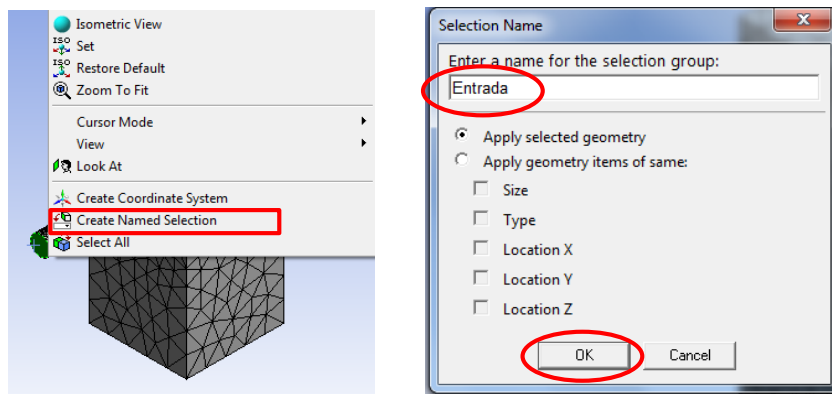 Isometric View
ISO Set
ISO Restore Default
Zoom To Fit
Cursor Mode
View
Look At
Create Coordinate System
Create Named Selection
Select All
Selection Name
Enter a name for the selection group:
Entrada
Apply selected geometry
Apply geometry items of same:
Size
Type
Location X
Location Y
Location Z
OK Cancel